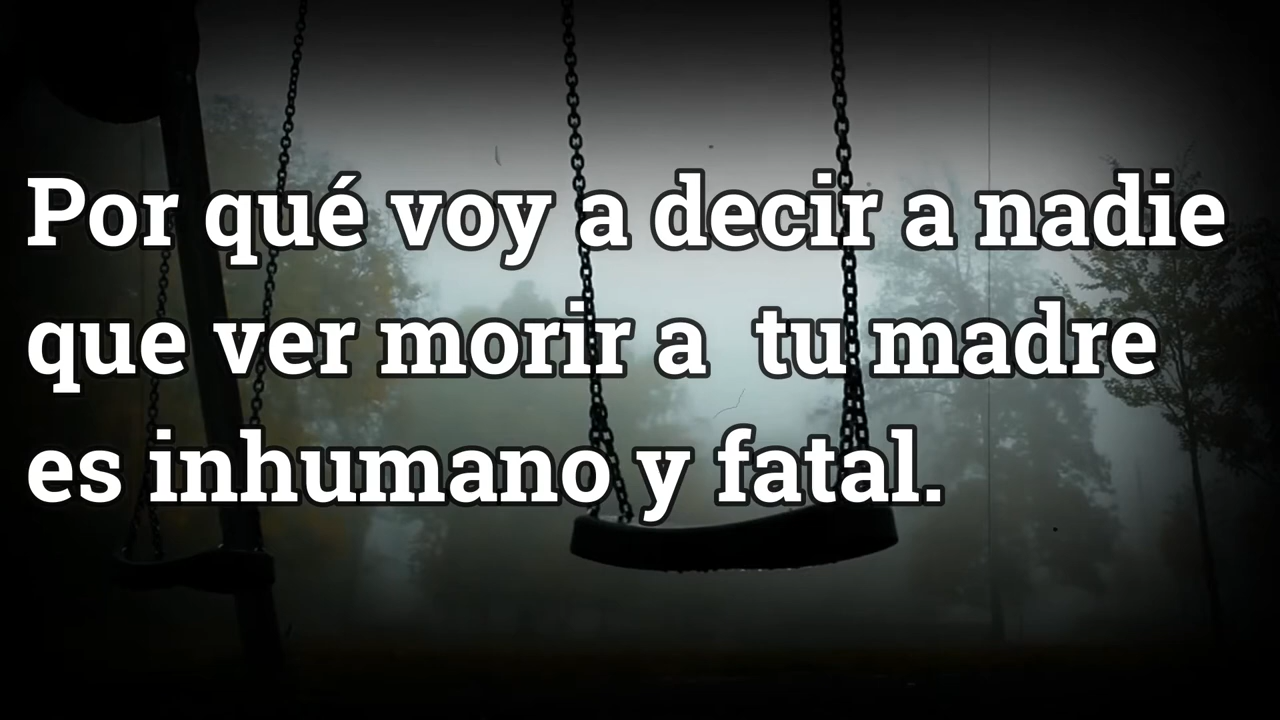 Por qué voy a decir a nadie
que ver morir a  tu madre
es inhumano y fatal.